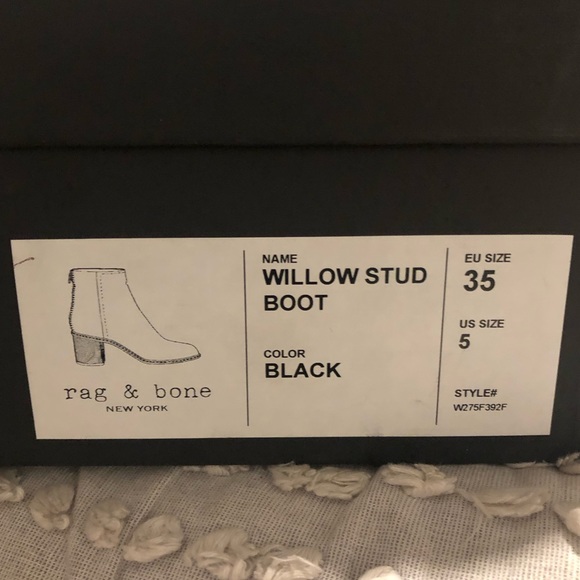 rag & bone
NEW YORK
NAME
WILLOW STUD
BOOT
COLOR
BLACK
EU SIZE
35
US SIZE
5
STYLE#
W275F392F